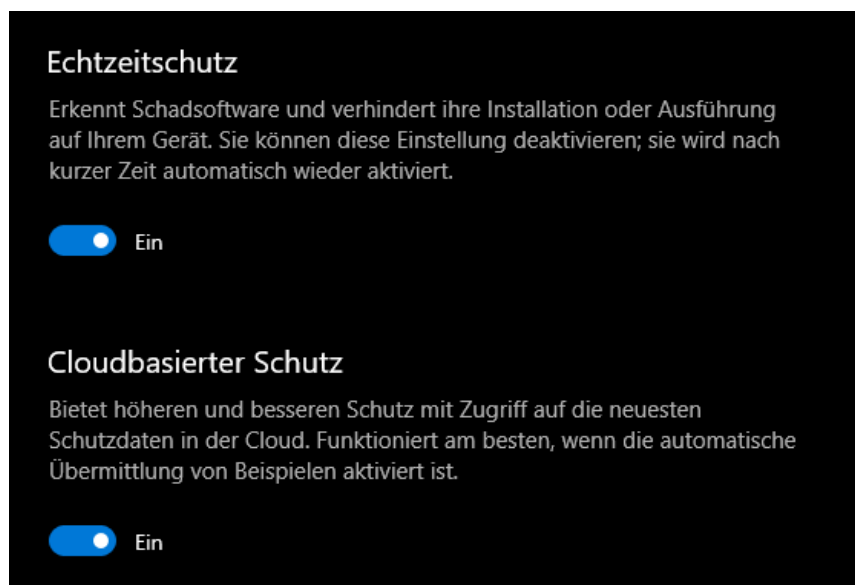 Echtzeitschutz
Erkennt Schadsoftware und verhindert ihre Installation oder Ausführung
auf Ihrem Gerät. Sie können diese Einstellung deaktivieren; sie wird nach
kurzer Zeit automatisch wieder aktiviert.
Ein
Cloudbasierter Schutz
Bietet höheren und besseren Schutz mit Zugriff auf die neuesten
Schutzdaten in der Cloud. Funktioniert am besten, wenn die automatische
Übermittlung von Beispielen aktiviert ist.
Ein